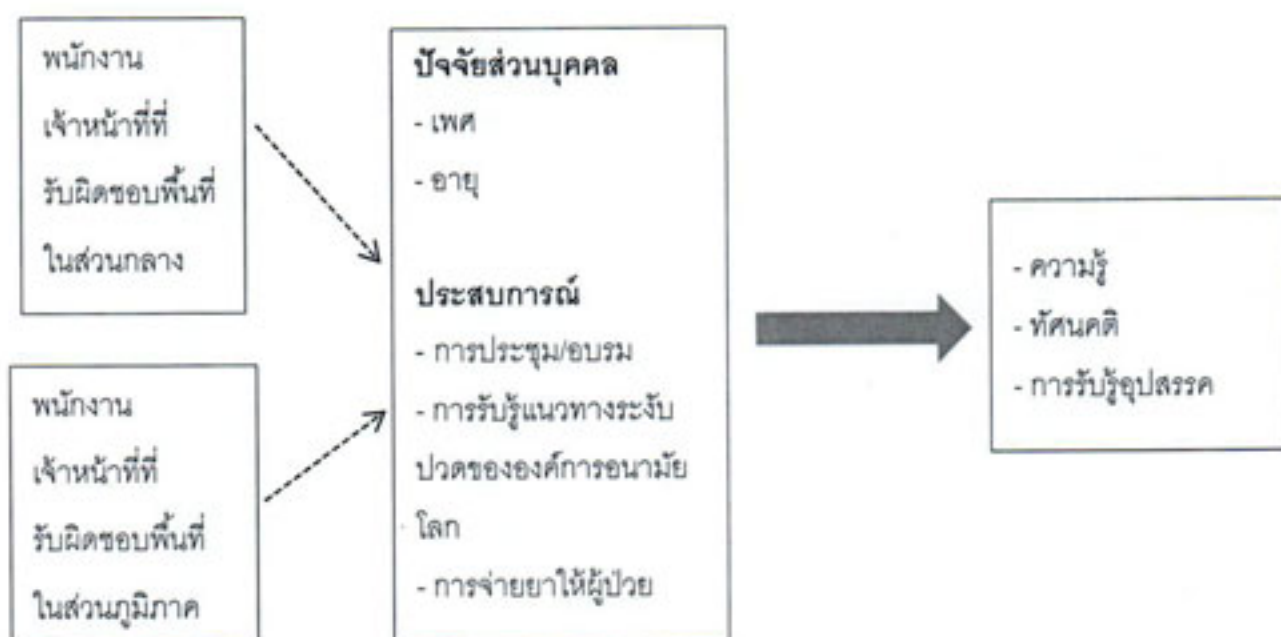 พนักงาน
เจ้าหน้าที่ที่
รับผิดชอบพื้นที่
ในส่วนกลาง
พนักงาน
เจ้าหน้าที่ที่
รับผิดชอบพื้นที่
ในส่วนภูมิภาค
ปัจจัยส่วนบุคคล
- เพศ
- อายุ
ประสบการณ์
- การประชุม/อบรม
- การรับรู้แนวทางระงับ
ปวดขององค์การอนามัย
โลก
- การจ่ายยาให้ผู้ป่วย
- ความรู้
- ทัศนคติ
- การรับรู้อุปสรรค